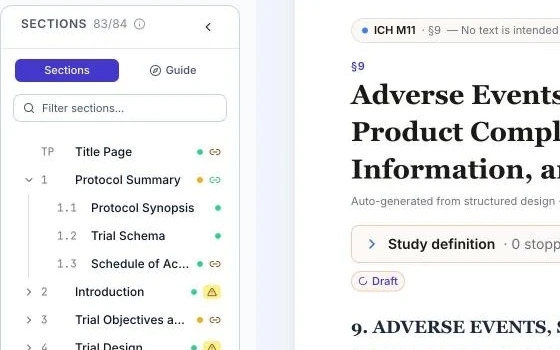 SECTIONS 83/84
Sections
Guide
Filter sections...
TP Title Page
1 Protocol Summary
1.1 Protocol Synopsis
1.2 Trial Schema
1.3 Schedule of Ac...
2 Introduction
3 Trial Objectives a...
4 Trial Design
ICH M11 · §9 — No text is intended
§9
Adverse Events
Product Compl
Information, a
Auto-generated from structured design ·
Study definition · 0 stopp
Draft
9. ADVERSE EVENTS, S